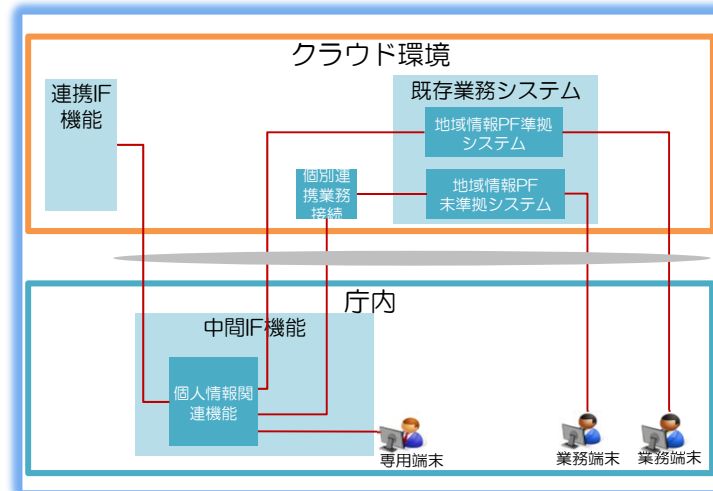 クラウド環境
連携IF
機能
既存業務システム
地域情報PF準拠
システム
個別連
携業務
接続
地域情報PF
未準拠システム
庁内
中間IF機能
個人情報関
連機能
専用端末
業務端末
業務端末